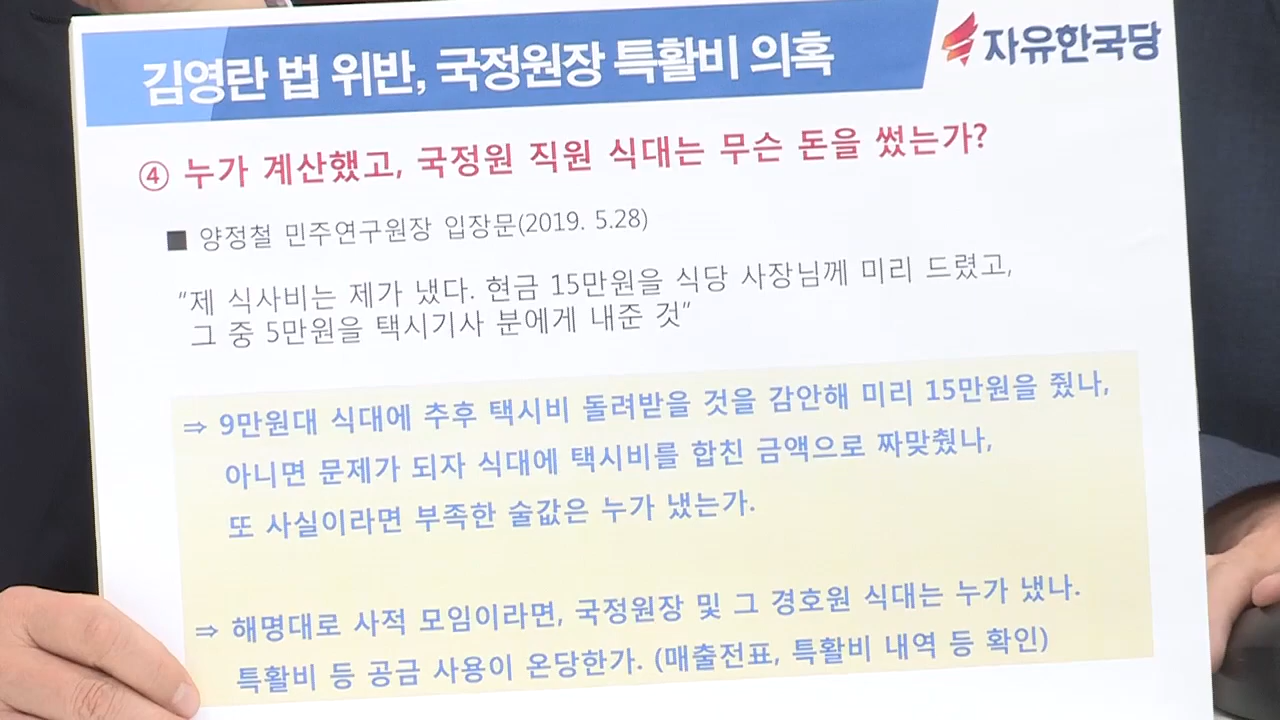 김영란 법 위반, 국정원장 특활비 의혹
자유한국당
④ 누가 계산했고, 국정원 직원 식대는 무슨 돈을 썼는가?
■ 양정철 민주연구원장 입장문(2019. 5.28)
“제 식사비는 제가 냈다. 현금 15만원을 식당 사장님께 미리 드렸고,
그 중 5만원을 택시기사 분에게 내준 것”
⇒ 9만원대 식대에 추후 택시비 돌려받을 것을 감안해 미리 15만원을 줬나,
아니면 문제가 되자 식대에 택시비를 합친 금액으로 짜맞췄나,
또 사실이라면 부족한 술값은 누가 냈는가.
⇒ 해명대로 사적 모임이라면, 국정원장 및 그 경호원 식대는 누가 냈나.
특활비 등 공금 사용이 온당한가. (매출전표, 특활비 내역 등 확인)